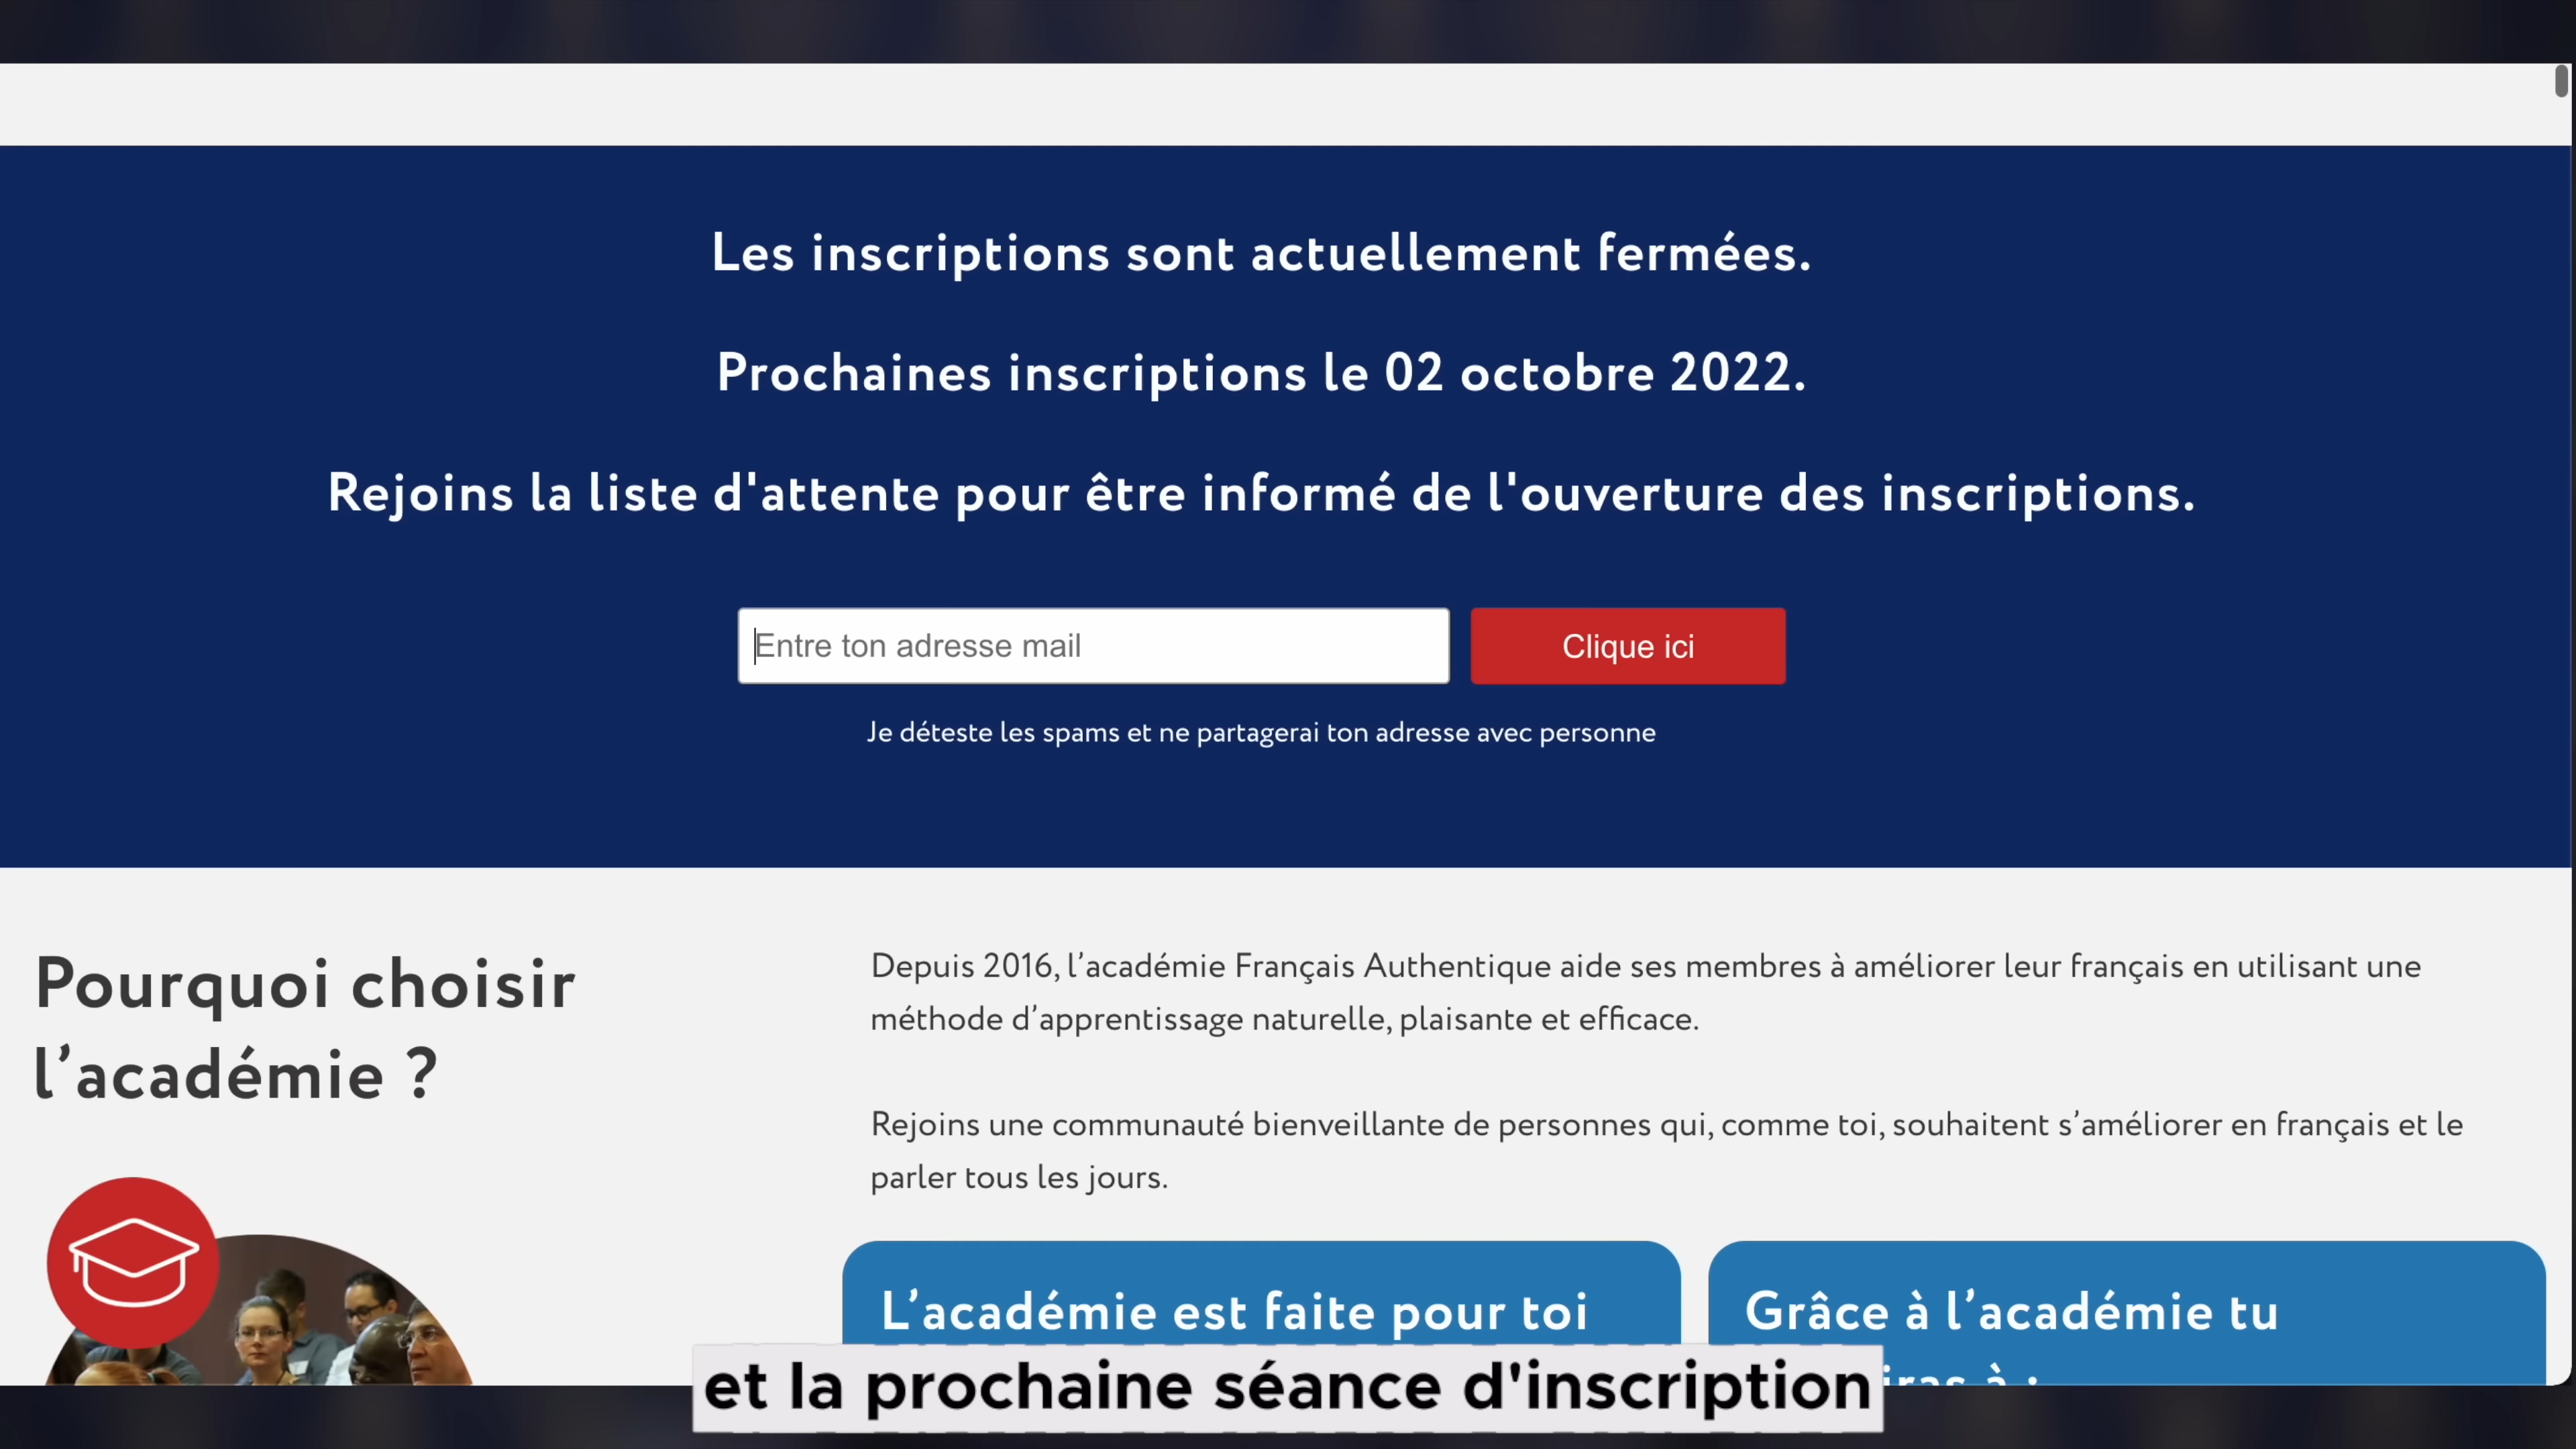 Les inscriptions sont actuellement fermées.
Prochaines inscriptions le 02 octobre 2022.
Rejoins la liste d'attente pour être informé de l'ouverture des inscriptions.
Entre ton adresse mail
Clique ici
Je déteste les spams et ne partagerai ton adresse avec personne
Pourquoi choisir
l’académie ?
Depuis 2016, l’académie Français Authentique aide ses membres à améliorer leur français en utilisant une
méthode d’apprentissage naturelle, plaisante et efficace.
Rejoins une communauté bienveillante de personnes qui, comme toi, souhaitent s’améliorer en français et le
parler tous les jours.
L’académie est faite pour toi
Grâce à l’académie tu
à :
et la prochaine séance d'inscription